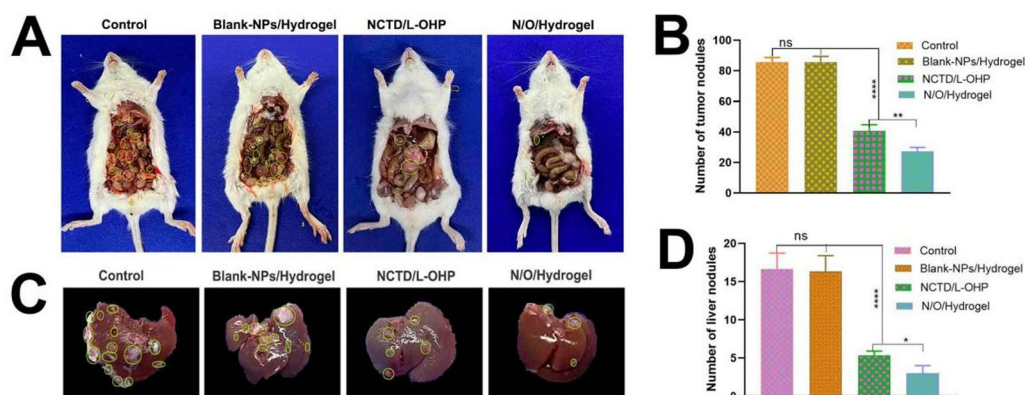 A
Control
Blank-NPs/Hydrogel
NCTD/L-OHP
N/O/Hydrogel
B
Number of tumor nodules
100
80
60
40
20
0
ns
****
**
Control
Blank-NPs/Hydrogel
NCTD/L-OHP
N/O/Hydrogel
C
Control
Blank-NPs/Hydrogel
NCTD/L-OHP
N/O/Hydrogel
D
Number of liver nodules
20
15
10
5
ns
****
*
Control
Blank-NPs/Hydrogel
NCTD/L-OHP
N/O/Hydrogel